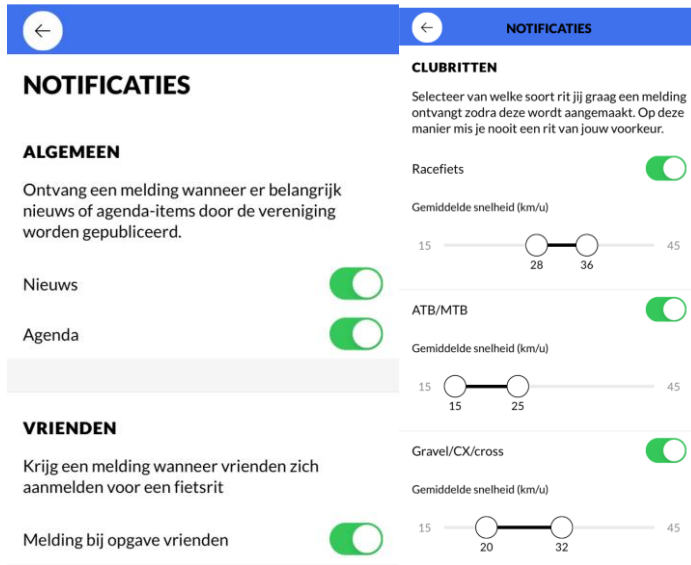 NOTIFICATIES
ALGEMEEN
Ontvang een melding wanneer er belangrijk
nieuws of agenda-items door de vereniging
worden gepubliceerd.
Nieuws
Agenda
VRIENDEN
Krijg een melding wanneer vrienden zich
aanmelden voor een fietsrit
Melding bij opgave vrienden
NOTIFICATIES
CLUBRITTEN
Selecteer van welke soort rit jij graag een melding
ontvangt zodra deze wordt aangemaakt. Op deze
manier mis je nooit een rit van jouw voorkeur.
Racefiets
Gemiddelde snelheid (km/u)
15 45
28 36
ATB/MTB
Gemiddelde snelheid (km/u)
15 45
15 25
Gravel/CX/cross
Gemiddelde snelheid (km/u)
15 45
20 32